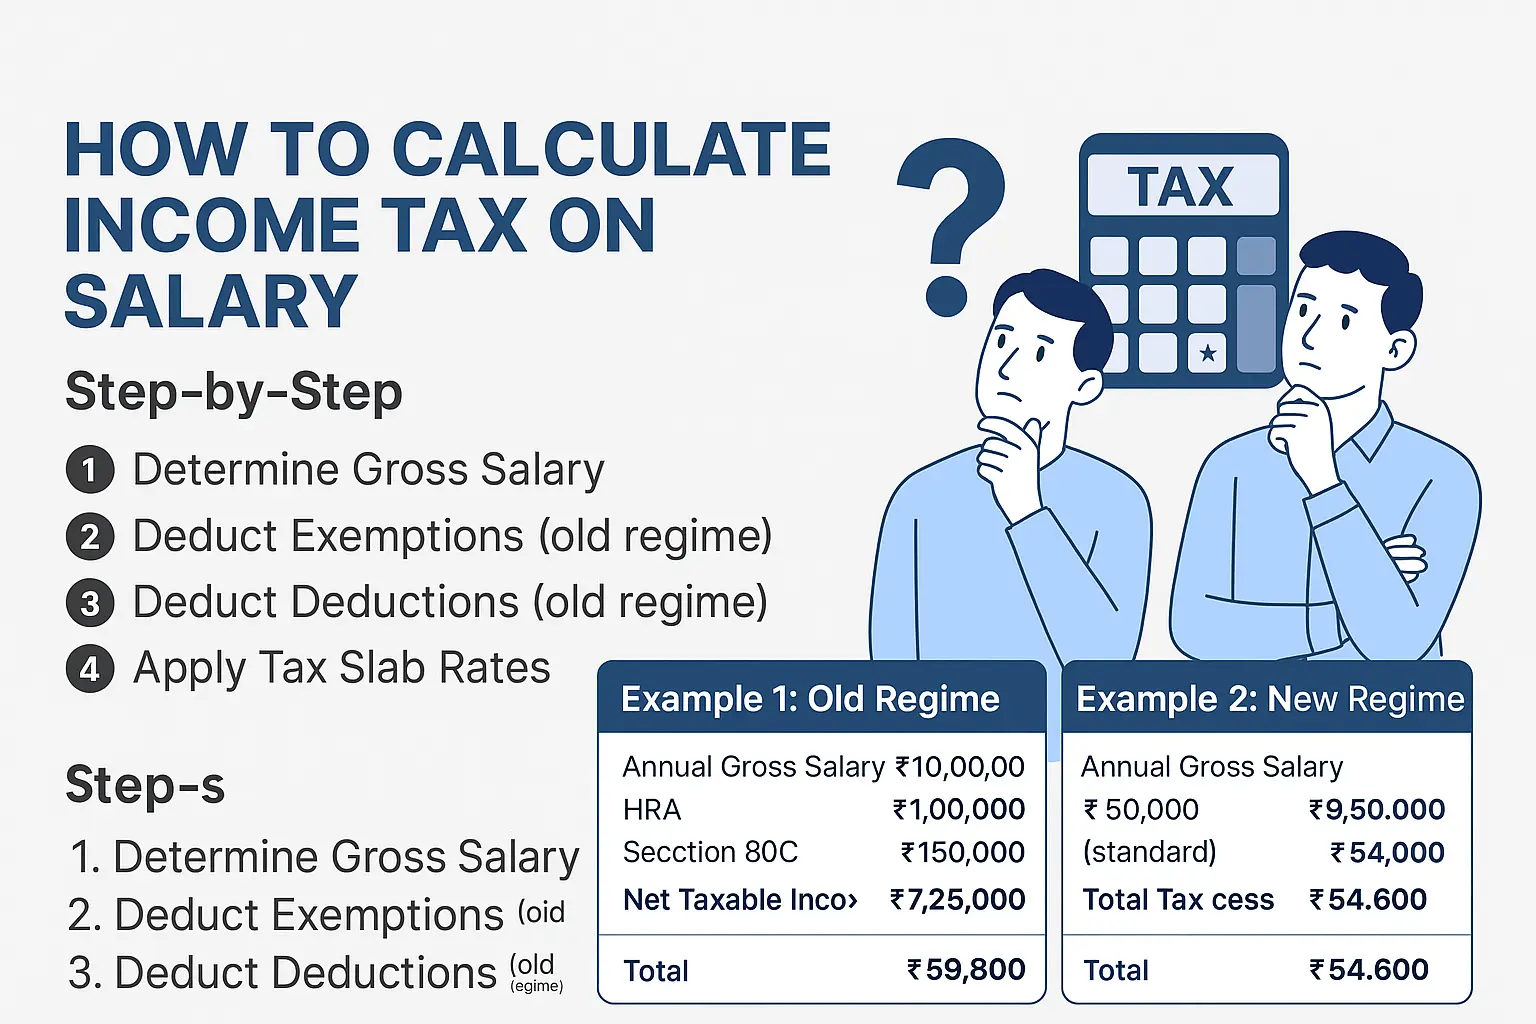 HOW TO CALCULATE
INCOME TAX ON
SALARY
Step-by-Step
1 Determine Gross Salary
2 Deduct Exemptions (old regime)
3 Deduct Deductions (old regime)
4 Apply Tax Slab Rates
Step-s
1. Determine Gross Salary
2. Deduct Exemptions (oid
3. Deduct Deductions (old
(egime)
?
TAX
Example 1: Old Regime
Annual Gross Salary ₹10,00,00
HRA ₹1,00,000
Secction 80C ₹150,000
Net Taxable Inco› ₹7,25,000
Total ₹59,800
Example 2: New Regime
Annual Gross Salary
₹ 50,000 ₹9,50.000
(standard) ₹54,000
Total Tax cess ₹54.600
Total ₹54.600